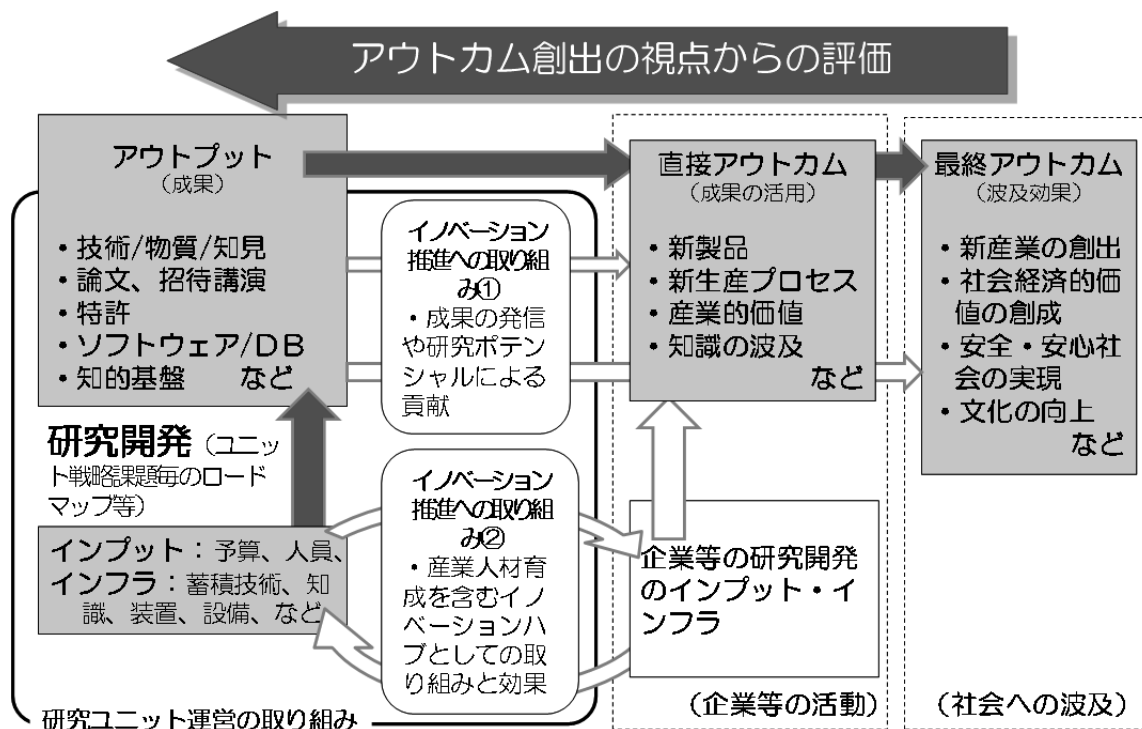 アウトカム創出の視点からの評価
アウトプット
（成果）
・技術/物質/知見
・論文、招待講演
・特許
・ソフトウェア/ＤＢ
・知的基盤　など
研究開発（ユニッ
ト戦略課題毎のロード
マップ等）
インプット：予算、人員、
インフラ：蓄積技術、知
識、装置、設備、など
研究ユニット運営の取り組み
イノベーション
推進への取り組
み①
・成果の発信
や研究ポテン
シャルによる
貢献
イノベーション
推進への取り組
み②
・産業人材育
成を含むイノ
ベーションハ
ブとしての取
り組みと効果
直接アウトカム
（成果の活用）
・新製品
・新生産プロセス
・産業的価値
・知識の波及
など
企業等の研究開発
のインプット・イ
ンフラ
（企業等の活動）
最終アウトカム
（波及効果）
・新産業の創出
・社会経済的価
値の創成
・安全・安心社
会の実現
・文化の向上
など
（社会への波及）